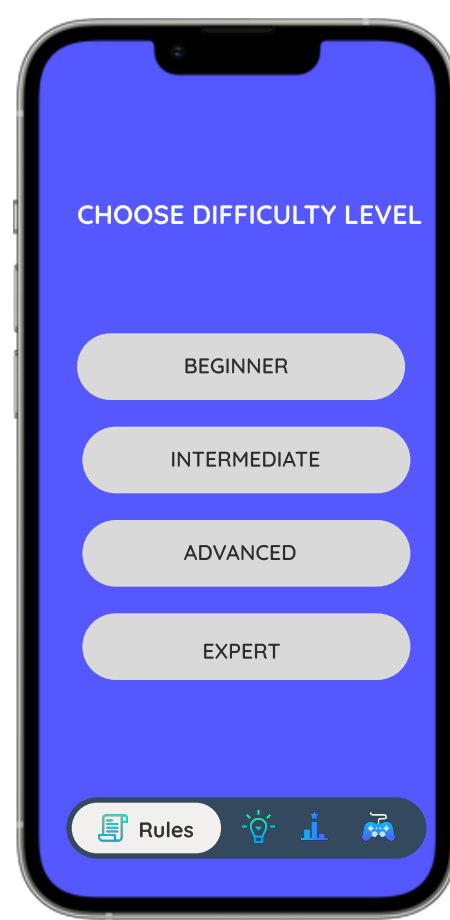 CHOOSE DIFFICULTY LEVEL
BEGINNER
INTERMEDIATE
ADVANCED
EXPERT
Rules